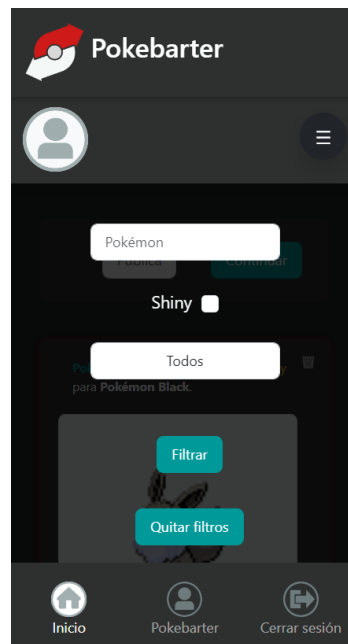 Pokebarter
Pokémon
Publica
Continuar
Shiny
Todos
para Pokémon Black.
Filtrar
Quitar filtros
Inicio
Pokebarter
Cerrar sesión